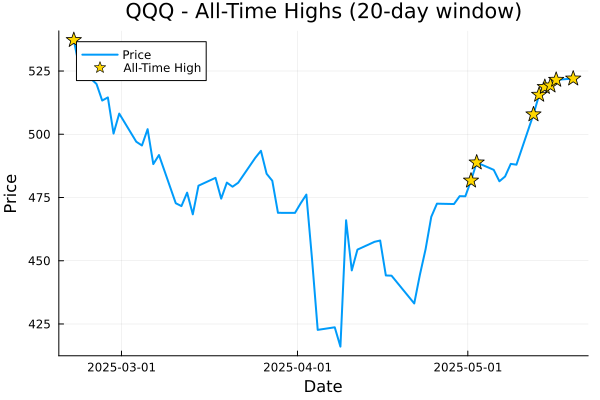 QQQ - All-Time Highs (20-day window)
Price
All-Time High
525
500
475
450
425
Price
2025-03-01
2025-04-01
2025-05-01
Date